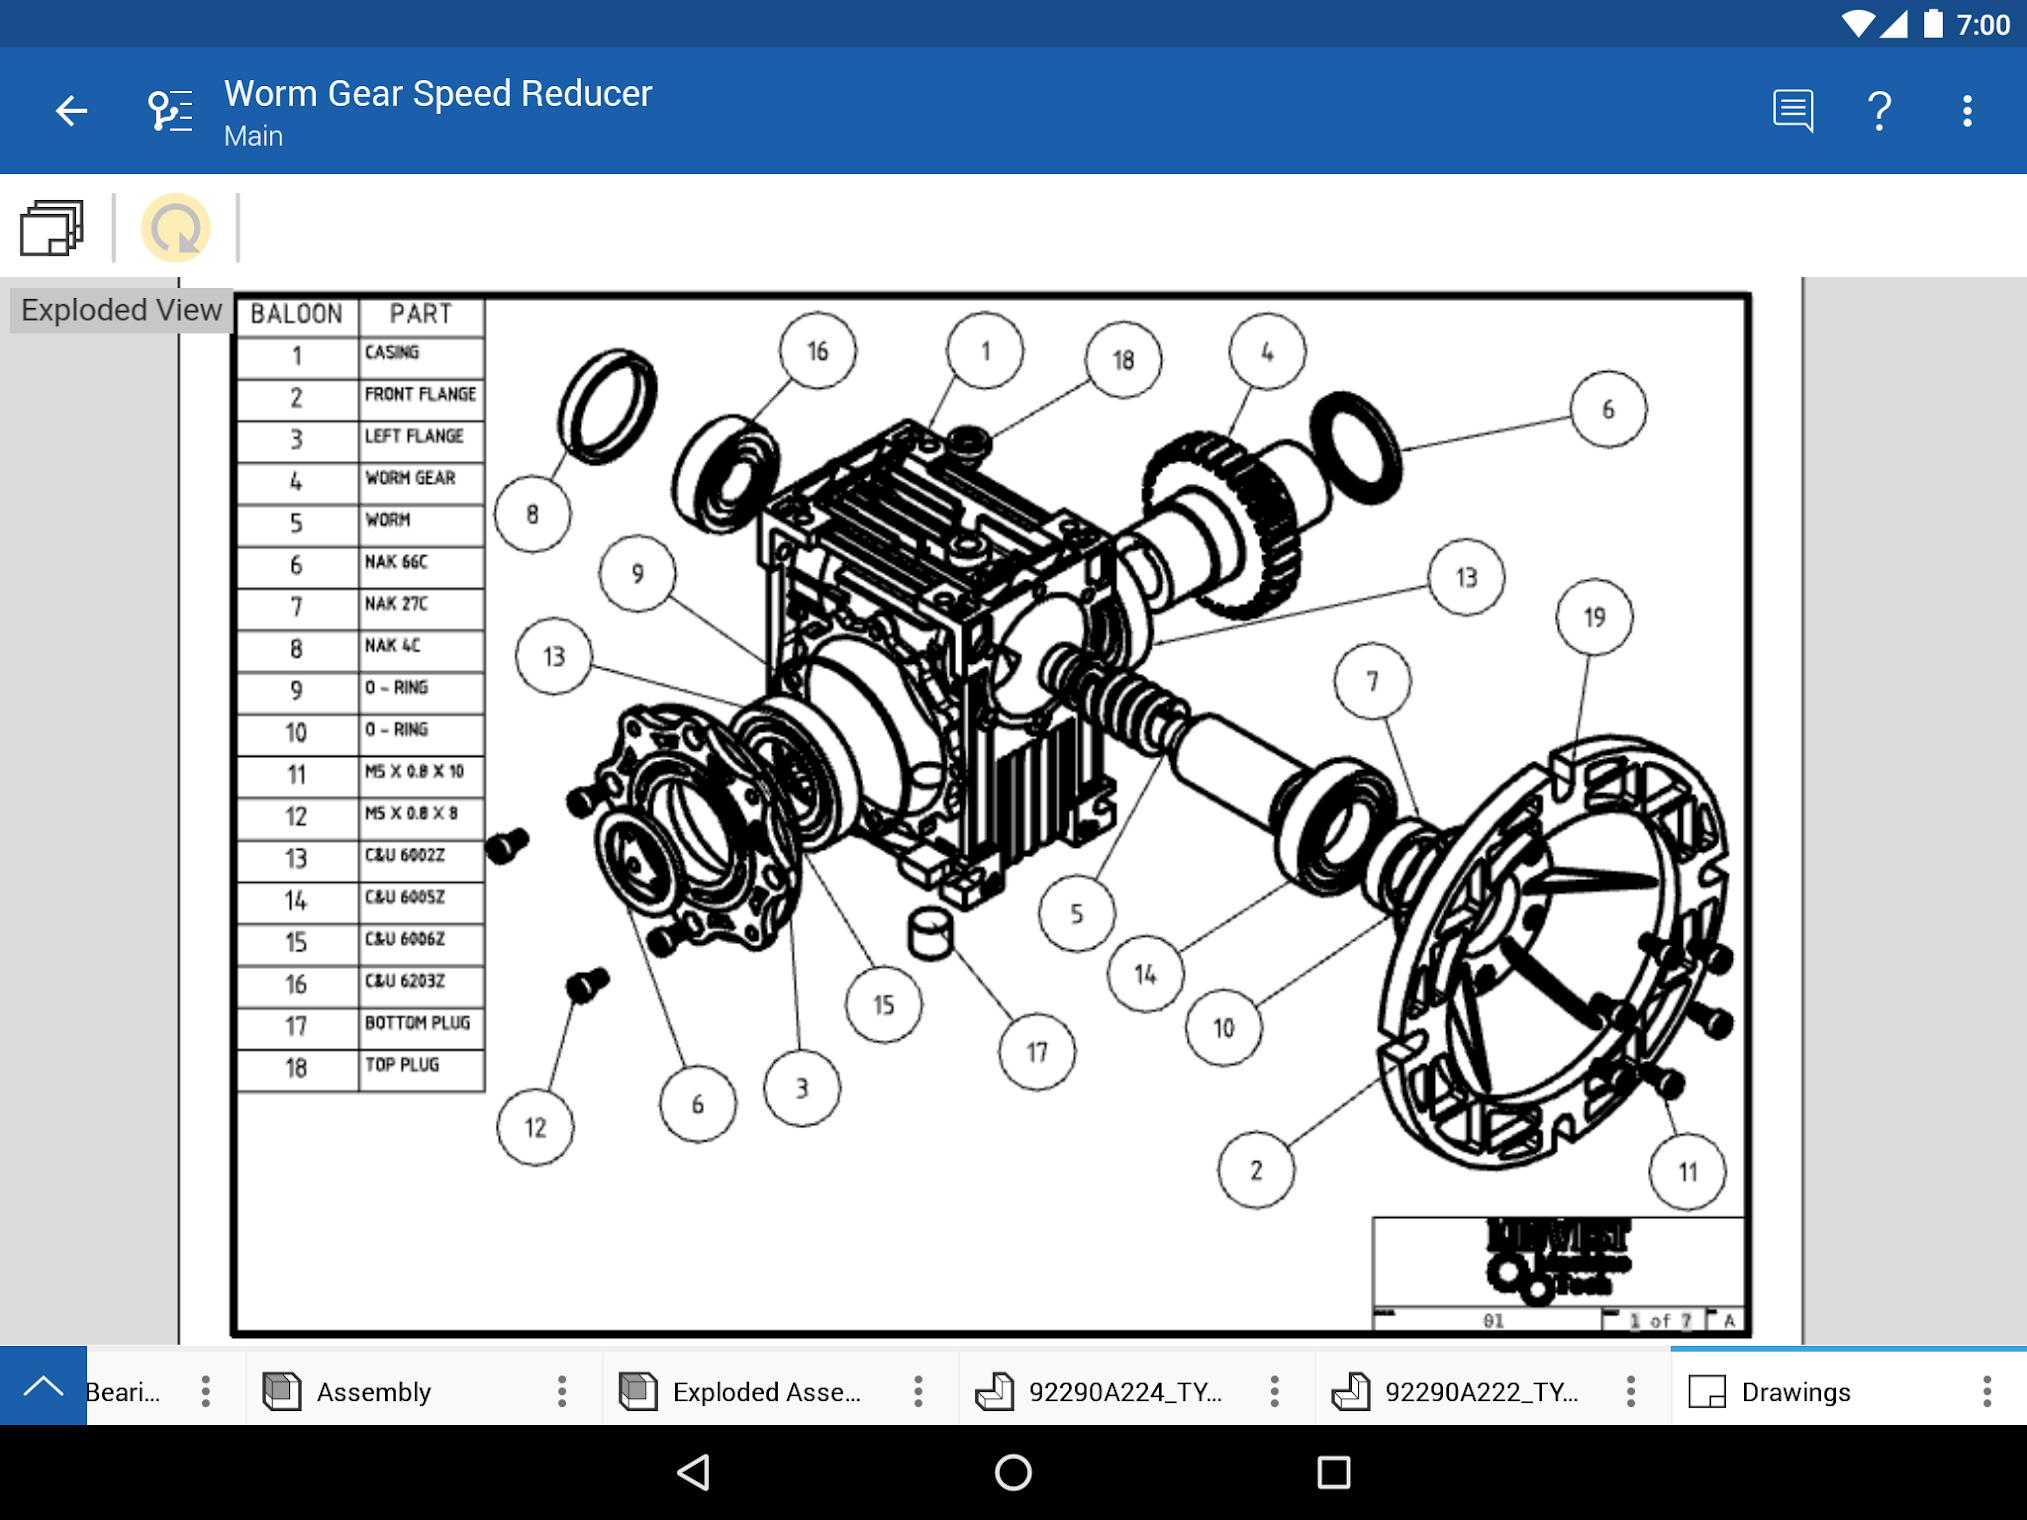 7:00
Worm Gear Speed Reducer
Main
Exploded View
BALOON PART
1 CASING
2 FRONT FLANGE
3 LEFT FLANGE
4 WORM GEAR
5 WORM
6 NAK 66C
7 NAK 27C
8 NAK 4C
9 O - RING
10 O - RING
11 M5 X 0.8 X 10
12 M5 X 0.8 X 8
13 C&U 6002Z
14 C&U 6005Z
15 C&U 6006Z
16 C&U 6203Z
17 BOTTOM PLUG
18 TOP PLUG
16
1
18
4
6
8
9
13
13
19
7
5
14
15
10
17
3
6
12
2
11
Tech
01
1 of 7
A
Beari...
Assembly
Exploded Asse...
92290A224_TY...
92290A222_TY...
Drawings